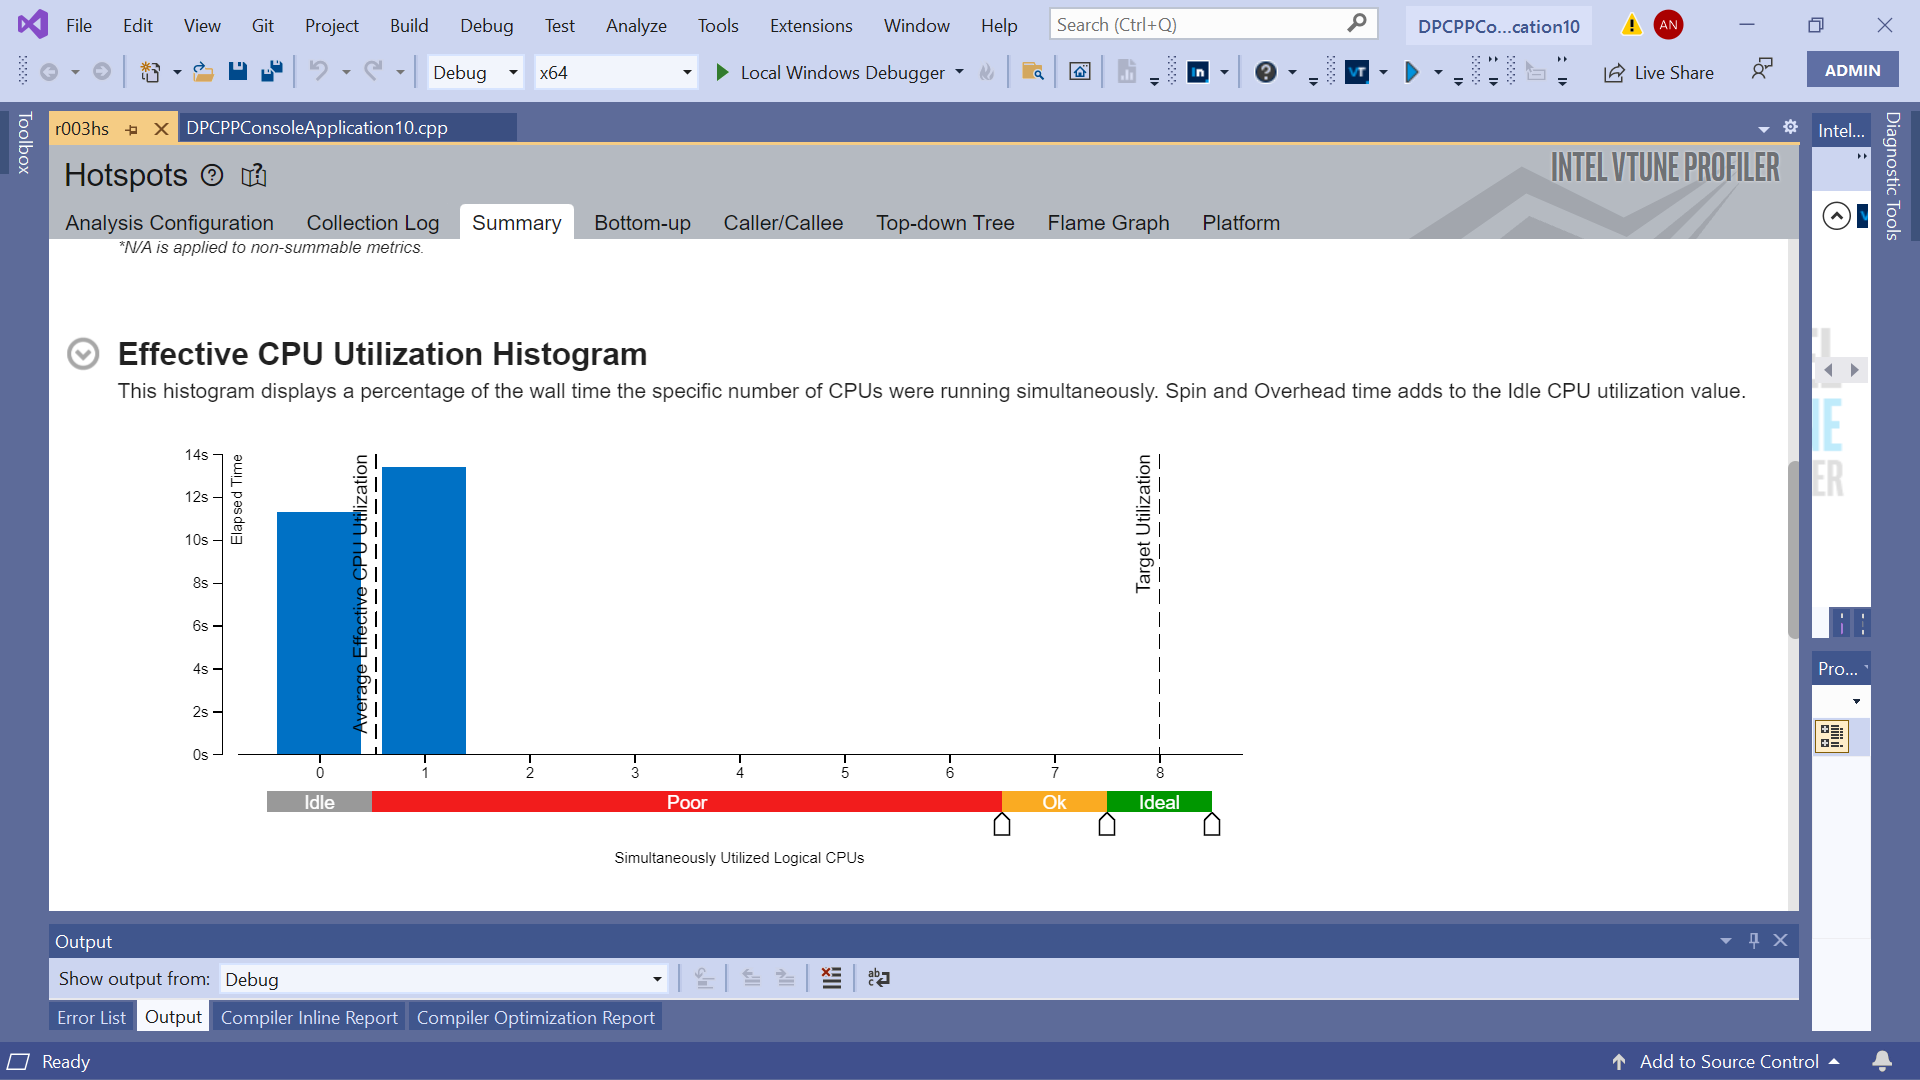 File Edit View Git Project Build Debug Test Analyze Tools Extensions Window Help Search (Ctrl+Q) DPCPPCo...cation10 AN
Debug x64 Local Windows Debugger in ? VT Live Share ADMIN
Toolbox
r003hs DPCPPConsoleApplication10.cpp
Intel...
Diagnostic Tools
Hotspots
INTEL VTUNE PROFILER
Analysis Configuration Collection Log Summary Bottom-up Caller/Callee Top-down Tree Flame Graph Platform
*N/A is applied to non-summable metrics.
Effective CPU Utilization Histogram
This histogram displays a percentage of the wall time the specific number of CPUs were running simultaneously. Spin and Overhead time adds to the Idle CPU utilization value.
14s
12s
10s
8s
6s
4s
2s
0s
Elapsed Time
Average Effective CPU Utilization
Target Utilization
0 1 2 3 4 5 6 7 8
Idle Poor Ok Ideal
Simultaneously Utilized Logical CPUs
Pro...
Output
Show output from: Debug
Error List Output Compiler Inline Report Compiler Optimization Report
Ready Add to Source Control